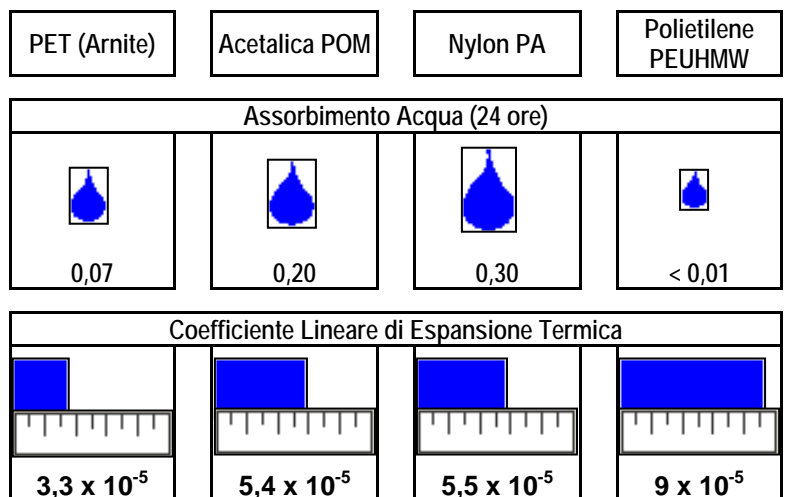 PET (Arnite) Acetalica POM Nylon PA Polietilene
PEUHMW
Assorbimento Acqua (24 ore)
0,07 0,20 0,30 < 0,01
Coefficiente Lineare di Espansione Termica
3,3 x 10⁻⁵ 5,4 x 10⁻⁵ 5,5 x 10⁻⁵ 9 x 10⁻⁵